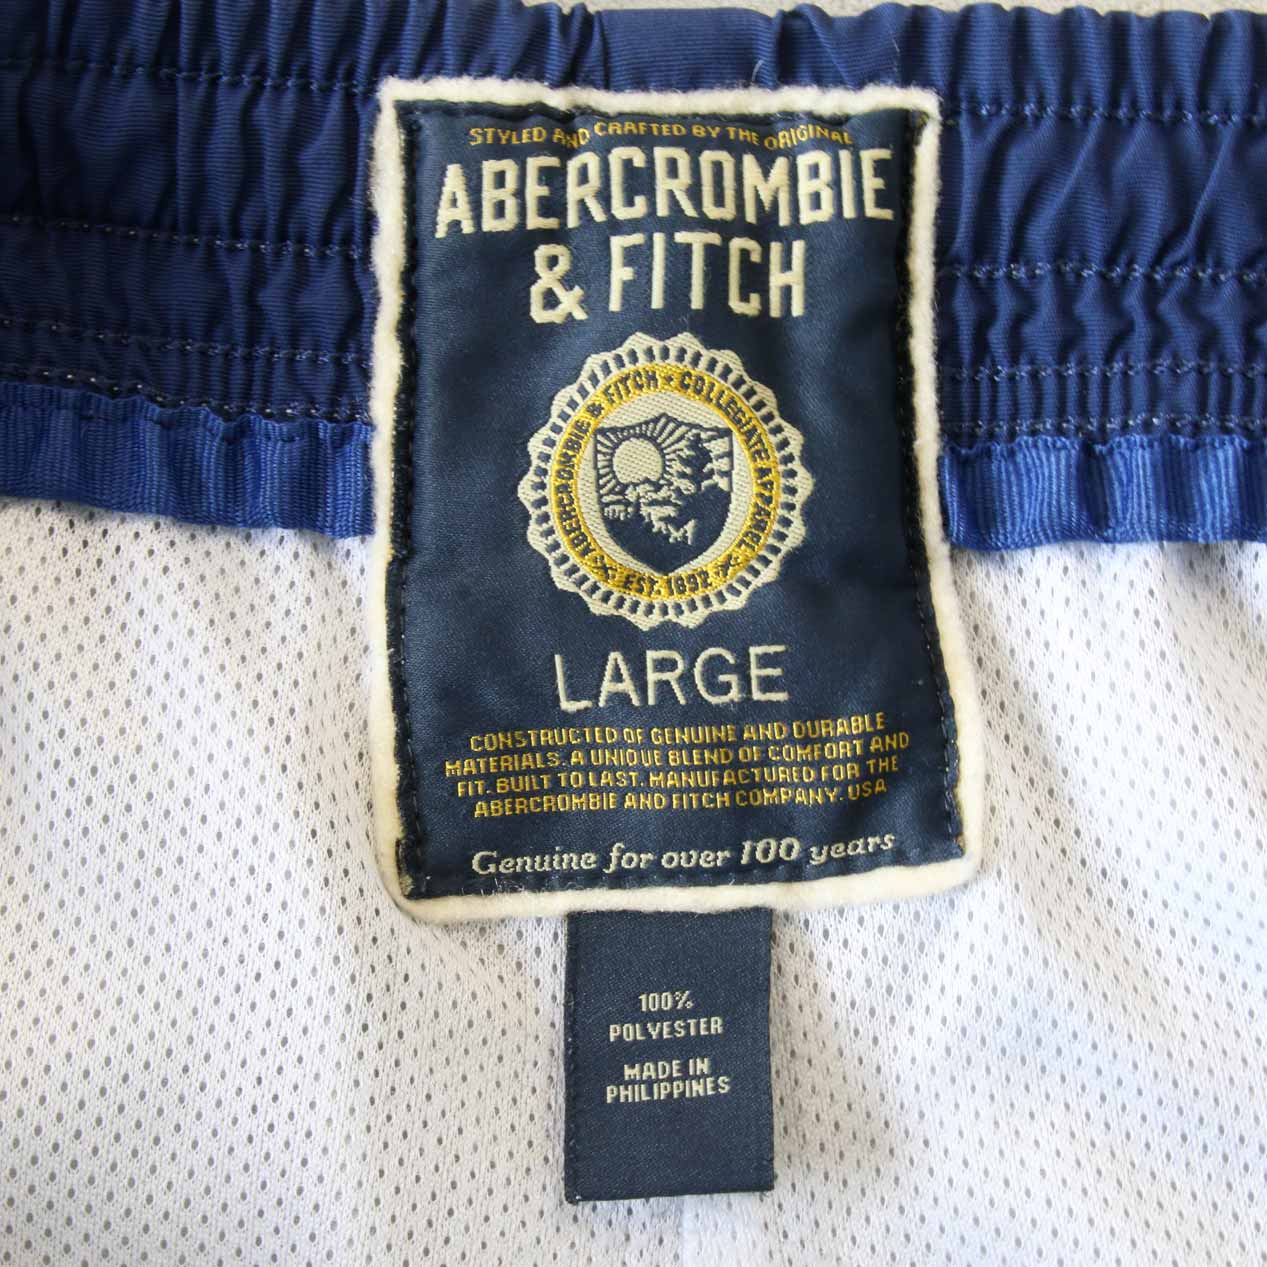 STYLED AND CRAFTED BY THE ORIGINAL
ABERCROMBIE
& FITCH
ABERCROMBIE & FITCH ★ COLLEGIATE APPAREL
EST. 1892
LARGE
CONSTRUCTED OF GENUINE AND DURABLE
MATERIALS. A UNIQUE BLEND OF COMFORT AND
FIT. BUILT TO LAST. MANUFACTURED FOR THE
ABERCROMBIE AND FITCH COMPANY. USA
Genuine for over 100 years
100%
POLYESTER
MADE IN
PHILIPPINES